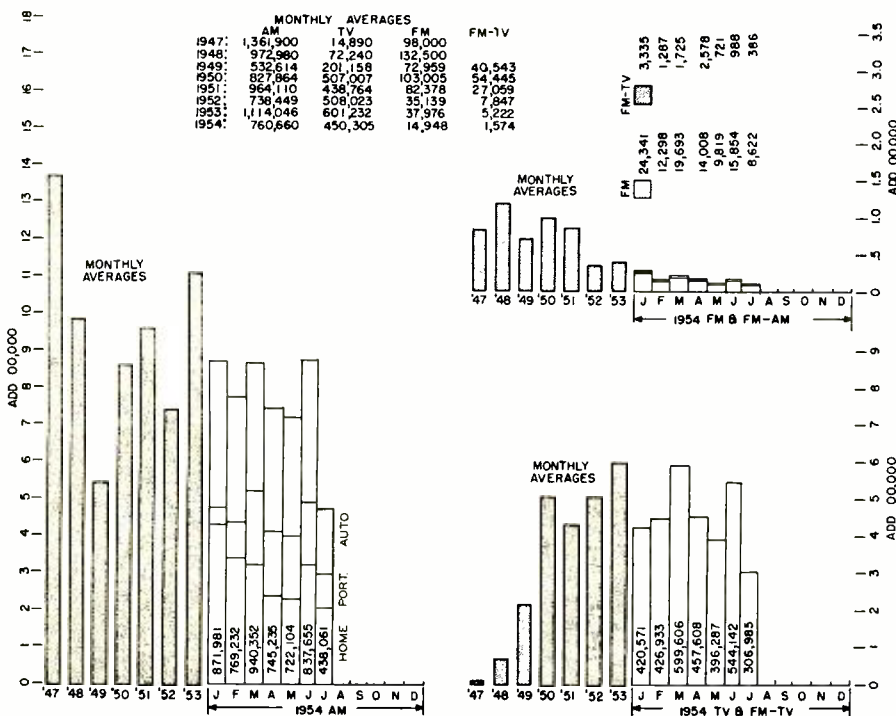 MONTHLY AVERAGES
AM TV FM FM-TV
1947: 1,361,900 14,890 98,000
1948: 972,980 72,240 132,500
1949: 532,614 201,158 72,959 40,543
1950: 827,864 507,007 103,005 54,445
1951: 964,110 438,764 82,378 27,059
1952: 738,449 508,023 35,139 7,847
1953: 1,114,046 601,232 37,976 5,222
1954: 760,660 450,305 14,948 1,574
18
17
16
15
14
13
12
11
10
9
8
7
6
5
4
3
2
1
0
ADD 00,000
MONTHLY AVERAGES
871,981
769,232
940,352
745,235
722,104
837,655
438,061
HOME PORT. AUTO
'47 '48 '49 '50 '51 '52 '53 J F M A M J J A S O N D
1954 AM
FM-TV 3,335 1,287 1,725 2,578 721 988 386
FM 24,341 12,298 19,693 14,008 9,819 15,854 8,622
MONTHLY AVERAGES
3.5
3.0
2.5
2.0
1.5
1.0
.5
0
ADD 00,000
'47 '48 '49 '50 '51 '52 '53 J F M A M J J A S O N D
1954 FM & FM-AM
MONTHLY AVERAGES
9
8
7
6
5
4
3
2
1
0
ADD 00,000
420,571
426,933
599,606
457,608
396,287
544,142
306,985
'47 '48 '49 '50 '51 '52 '53 J F M A M J J A S O N D
1954 TV & FM-TV